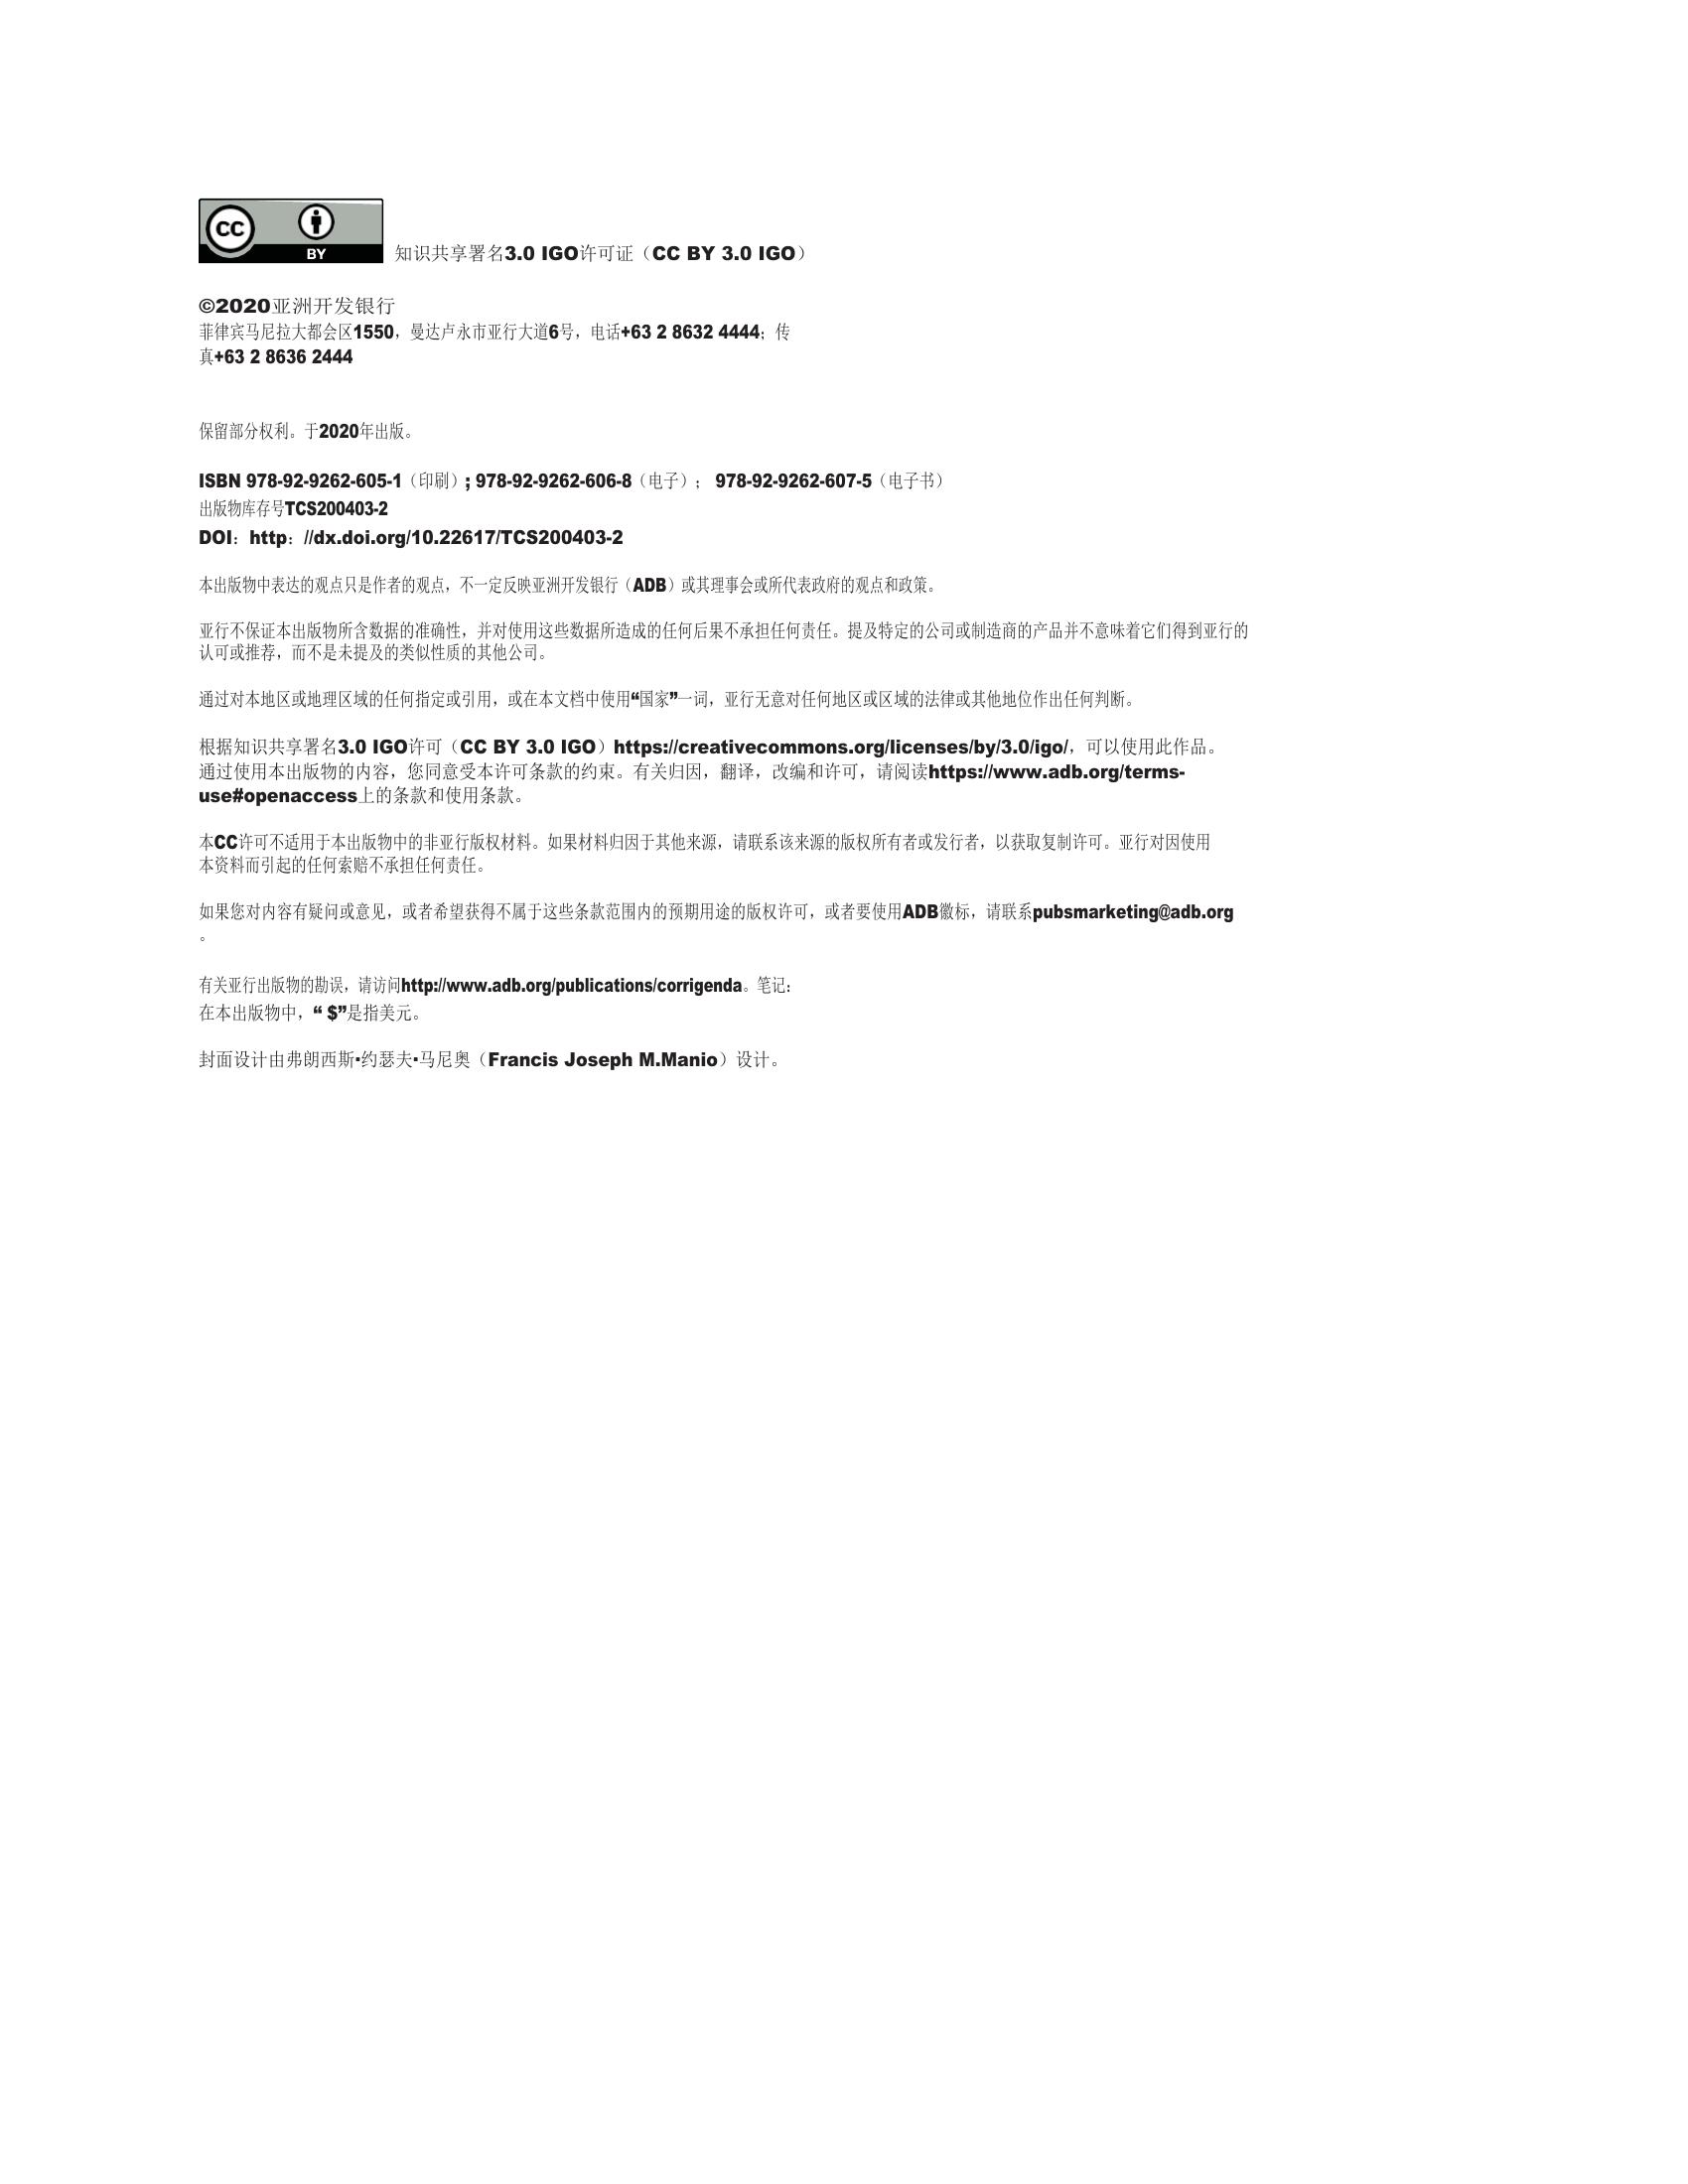 CC BY 知识共享署名3.0 IGO许可证（CC BY 3.0 IGO）
©2020亚洲开发银行
菲律宾马尼拉大都会区1550，曼达卢永市亚行大道6号，电话+63 2 8632 4444；传
真+63 2 8636 2444
保留部分权利。于2020年出版。
ISBN 978-92-9262-605-1（印刷）; 978-92-9262-606-8（电子）； 978-92-9262-607-5（电子书）
出版物库存号TCS200403-2
DOI：http：//dx.doi.org/10.22617/TCS200403-2
本出版物中表达的观点只是作者的观点，不一定反映亚洲开发银行（ADB）或其理事会或所代表政府的观点和政策。
亚行不保证本出版物所含数据的准确性，并对使用这些数据所造成的任何后果不承担任何责任。提及特定的公司或制造商的产品并不意味着它们得到亚行的
认可或推荐，而不是未提及的类似性质的其他公司。
通过对本地区或地理区域的任何指定或引用，或在本文档中使用“国家”一词，亚行无意对任何地区或区域的法律或其他地位作出任何判断。
根据知识共享署名3.0 IGO许可（CC BY 3.0 IGO）https://creativecommons.org/licenses/by/3.0/igo/，可以使用此作品。
通过使用本出版物的内容，您同意受本许可条款的约束。有关归因，翻译，改编和许可，请阅读https://www.adb.org/terms-
use#openaccess上的条款和使用条款。
本CC许可不适用于本出版物中的非亚行版权材料。如果材料归因于其他来源，请联系该来源的版权所有者或发行者，以获取复制许可。亚行对因使用
本资料而引起的任何索赔不承担任何责任。
如果您对内容有疑问或意见，或者希望获得不属于这些条款范围内的预期用途的版权许可，或者要使用ADB徽标，请联系pubsmarketing@adb.org
。
有关亚行出版物的勘误，请访问http://www.adb.org/publications/corrigenda。笔记：
在本出版物中，“ $”是指美元。
封面设计由弗朗西斯·约瑟夫·马尼奥（Francis Joseph M.Manio）设计。